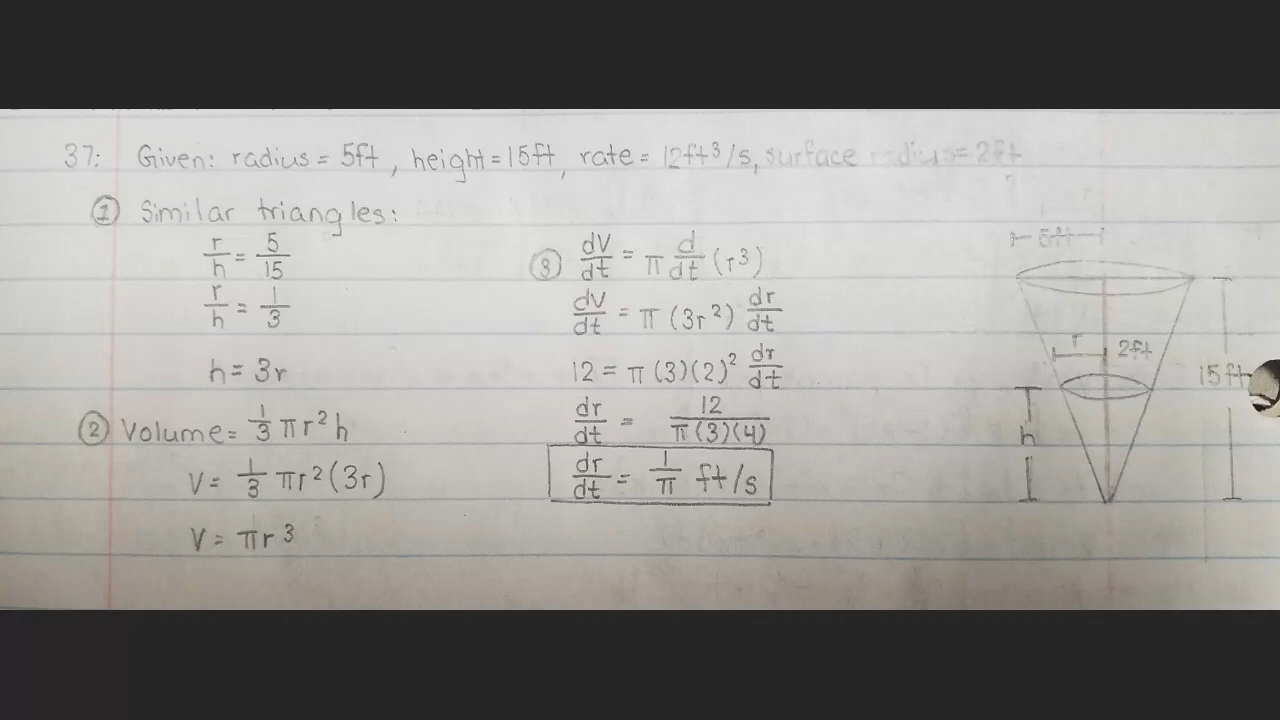 37: Given: radius = 5ft, height = 15ft, rate = 12ft³/s, surface radius = 2ft
① Similar triangles:
r/h = 5/15
r/h = 1/3
h = 3r
② Volume = 1/3 πr²h
V = 1/3 πr²(3r)
V = πr³
③ dV/dt = π d/dt (r³)
dV/dt = π(3r²) dr/dt
12 = π(3)(2)² dr/dt
dr/dt = 12/π(3)(4)
dr/dt = 1/π ft/s
5ft
r
2ft
15ft
h